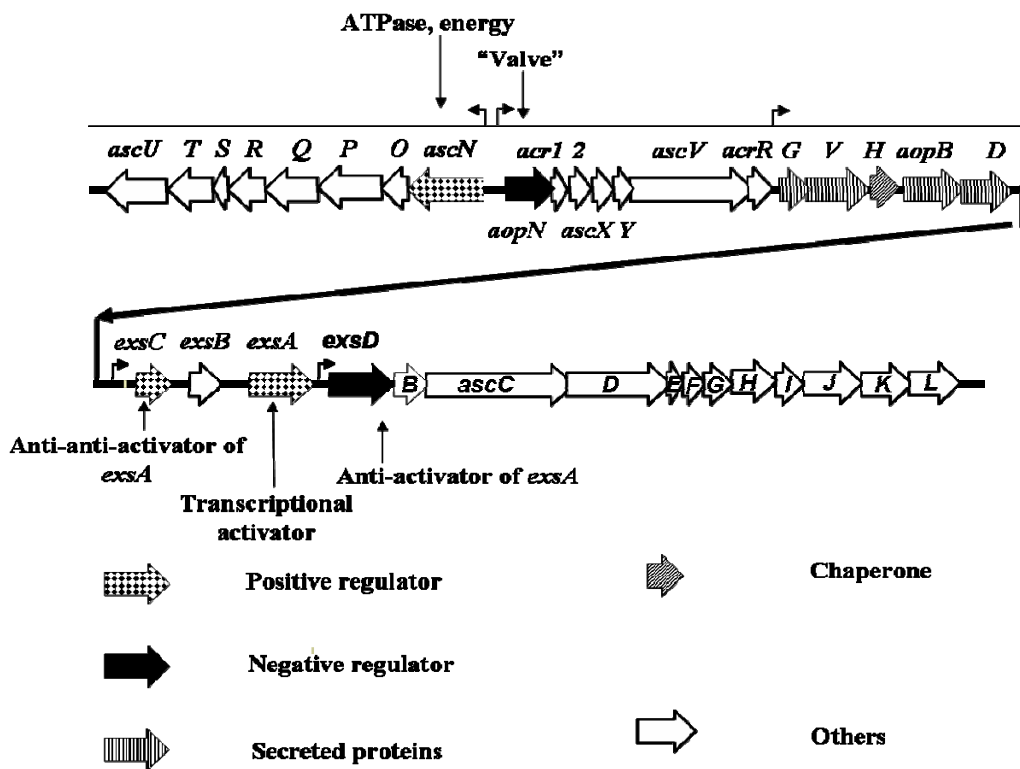 ATPase, energy
“Valve”
ascU T S R Q P O ascN acr1 2 ascV acrR G V H aopB D
aopN ascX Y
exsC exsB exsA exsD
B ascC D E F G H I J K L
Anti-anti-activator of
exsA
Anti-activator of exsA
Transcriptional
activator
Positive regulator
Chaperone
Negative regulator
Secreted proteins
Others